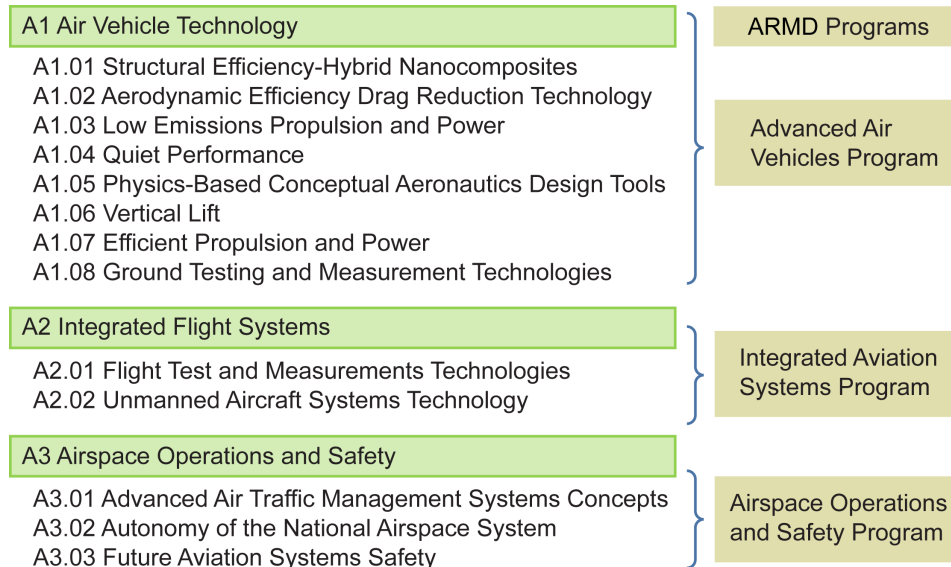 A1 Air Vehicle Technology
A1.01 Structural Efficiency-Hybrid Nanocomposites
A1.02 Aerodynamic Efficiency Drag Reduction Technology
A1.03 Low Emissions Propulsion and Power
A1.04 Quiet Performance
A1.05 Physics-Based Conceptual Aeronautics Design Tools
A1.06 Vertical Lift
A1.07 Efficient Propulsion and Power
A1.08 Ground Testing and Measurement Technologies
ARMD Programs
Advanced Air
Vehicles Program
A2 Integrated Flight Systems
A2.01 Flight Test and Measurements Technologies
A2.02 Unmanned Aircraft Systems Technology
Integrated Aviation
Systems Program
A3 Airspace Operations and Safety
A3.01 Advanced Air Traffic Management Systems Concepts
A3.02 Autonomy of the National Airspace System
A3.03 Future Aviation Systems Safety
Airspace Operations
and Safety Program